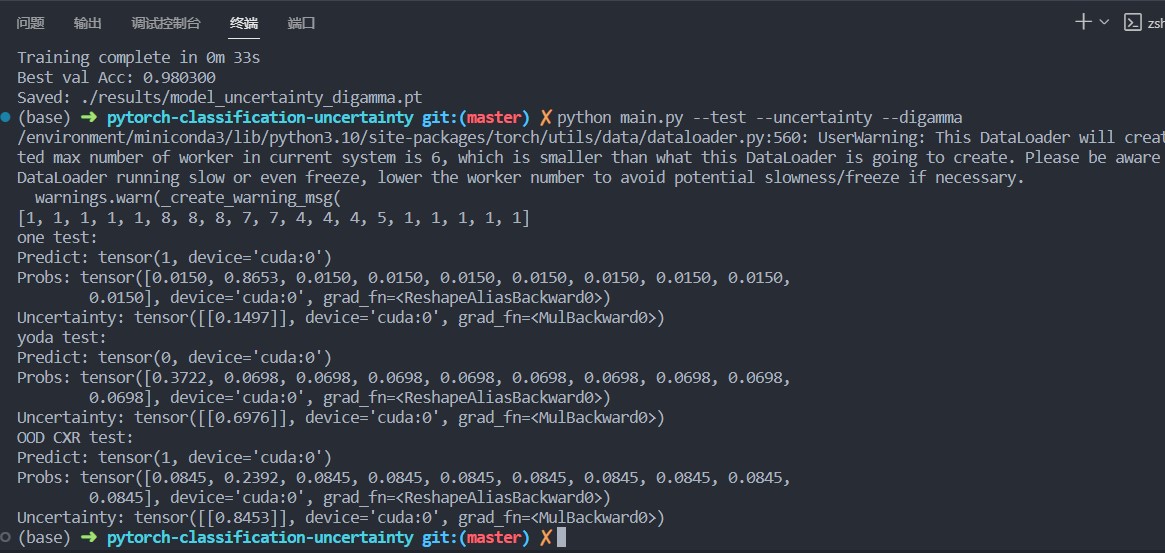 问题 输出 调试控制台 终端 端口
zsh
Training complete in 0m 33s
Best val Acc: 0.980300
Saved: ./results/model_uncertainty_digamma.pt
(base) ➜ pytorch-classification-uncertainty git:(master) ✗ python main.py --test --uncertainty --digamma
/environment/miniconda3/lib/python3.10/site-packages/torch/utils/data/dataloader.py:560: UserWarning: This DataLoader will creat
ted max number of worker in current system is 6, which is smaller than what this DataLoader is going to create. Please be aware
DataLoader running slow or even freeze, lower the worker number to avoid potential slowness/freeze if necessary.
warnings.warn(_create_warning_msg(
[1, 1, 1, 1, 1, 8, 8, 8, 7, 7, 4, 4, 4, 5, 1, 1, 1, 1, 1]
one test:
Predict: tensor(1, device='cuda:0')
Probs: tensor([0.0150, 0.8653, 0.0150, 0.0150, 0.0150, 0.0150, 0.0150, 0.0150, 0.0150,
0.0150], device='cuda:0', grad_fn=<ReshapeAliasBackward0>)
Uncertainty: tensor([[0.1497]], device='cuda:0', grad_fn=<MulBackward0>)
yoda test:
Predict: tensor(0, device='cuda:0')
Probs: tensor([0.3722, 0.0698, 0.0698, 0.0698, 0.0698, 0.0698, 0.0698, 0.0698, 0.0698,
0.0698], device='cuda:0', grad_fn=<ReshapeAliasBackward0>)
Uncertainty: tensor([[0.6976]], device='cuda:0', grad_fn=<MulBackward0>)
OOD CXR test:
Predict: tensor(1, device='cuda:0')
Probs: tensor([0.0845, 0.2392, 0.0845, 0.0845, 0.0845, 0.0845, 0.0845, 0.0845, 0.0845,
0.0845], device='cuda:0', grad_fn=<ReshapeAliasBackward0>)
Uncertainty: tensor([[0.8453]], device='cuda:0', grad_fn=<MulBackward0>)
(base) ➜ pytorch-classification-uncertainty git:(master) ✗